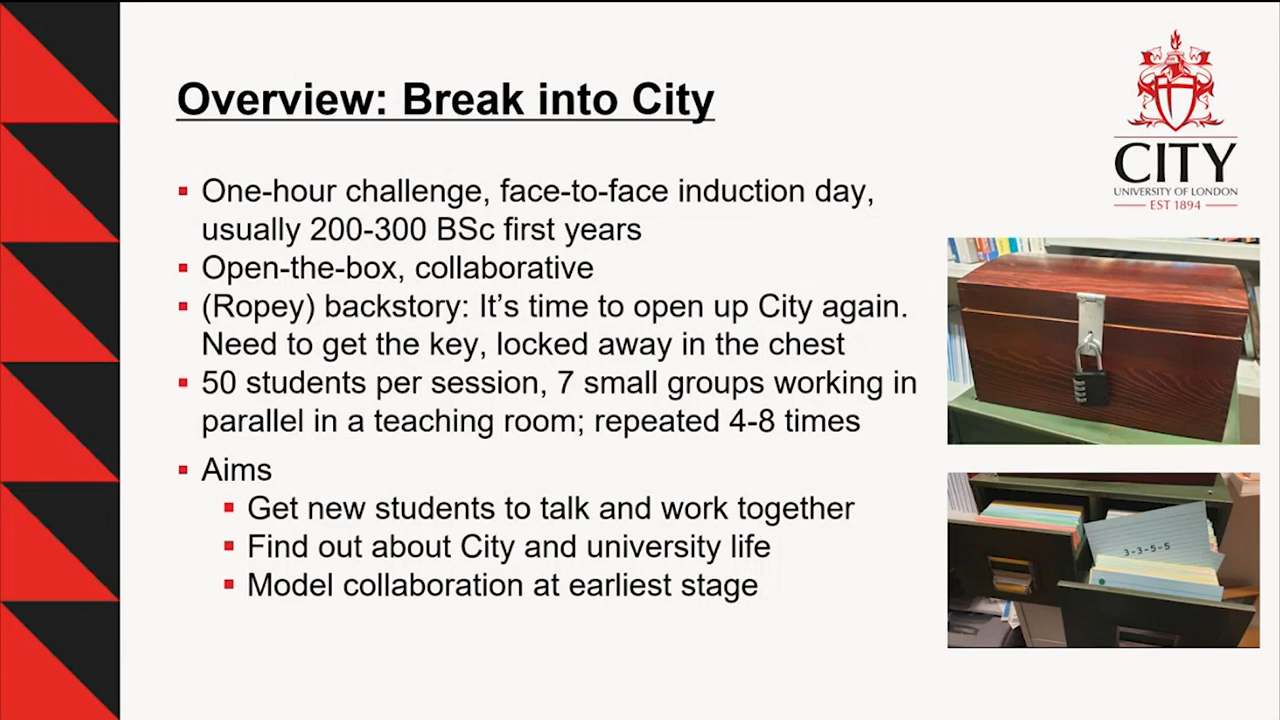 Overview: Break into City
One-hour challenge, face-to-face induction day,
usually 200-300 BSc first years
Open-the-box, collaborative
(Ropey) backstory: It's time to open up City again.
Need to get the key, locked away in the chest
50 students per session, 7 small groups working in
parallel in a teaching room; repeated 4-8 times
Aims
Get new students to talk and work together
Find out about City and university life
Model collaboration at earliest stage
CITY
UNIVERSITY OF LONDON
EST 1894
3-3-5-5